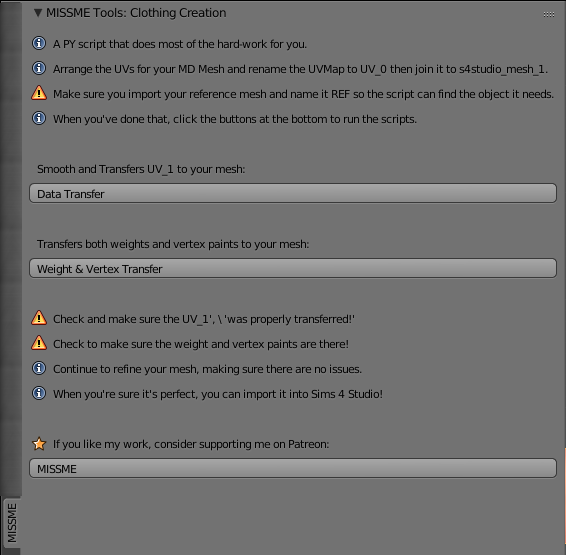 MISSME Tools: Clothing Creation
A PY script that does most of the hard-work for you.
Arrange the UVs for your MD Mesh and rename the UVMap to UV_0 then join it to s4studio_mesh_1.
Make sure you import your reference mesh and name it REF so the script can find the object it needs.
When you've done that, click the buttons at the bottom to run the scripts.
Smooth and Transfers UV_1 to your mesh:
Data Transfer
Transfers both weights and vertex paints to your mesh:
Weight & Vertex Transfer
Check and make sure the UV_1', \ 'was properly transferred!'
Check to make sure the weight and vertex paints are there!
Continue to refine your mesh, making sure there are no issues.
When you're sure it's perfect, you can import it into Sims 4 Studio!
If you like my work, consider supporting me on Patreon:
MISSME
MISSME